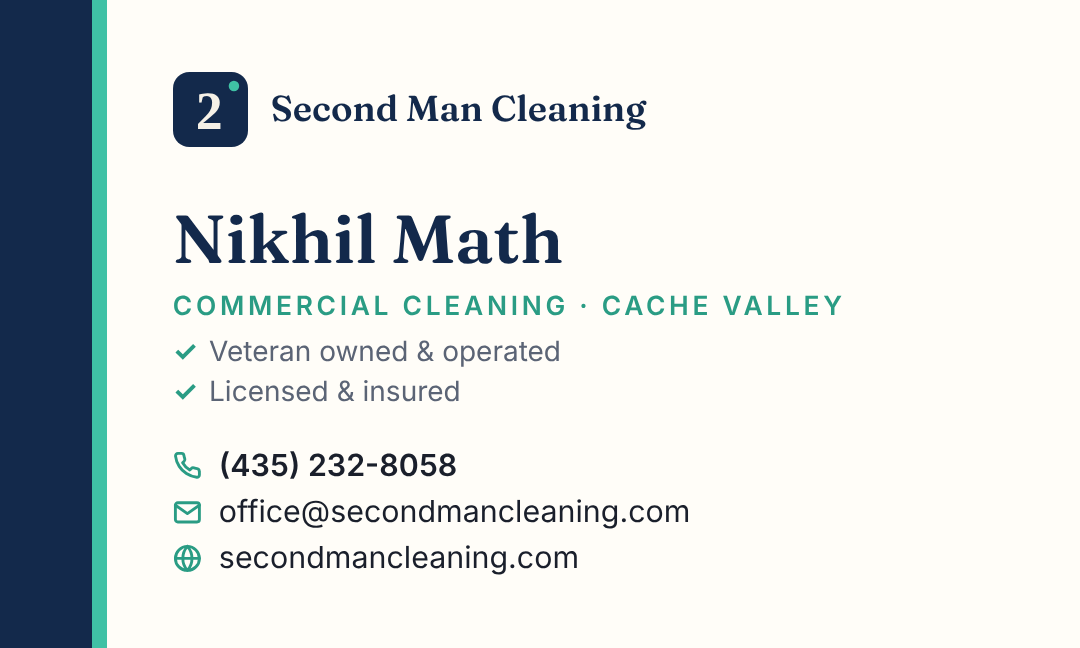 2 Second Man Cleaning
Nikhil Math
COMMERCIAL CLEANING · CACHE VALLEY
✓ Veteran owned & operated
✓ Licensed & insured
(435) 232-8058
office@secondmancleaning.com
secondmancleaning.com